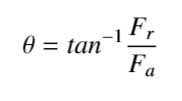 θ = tan⁻¹ Fᵣ/Fₐ